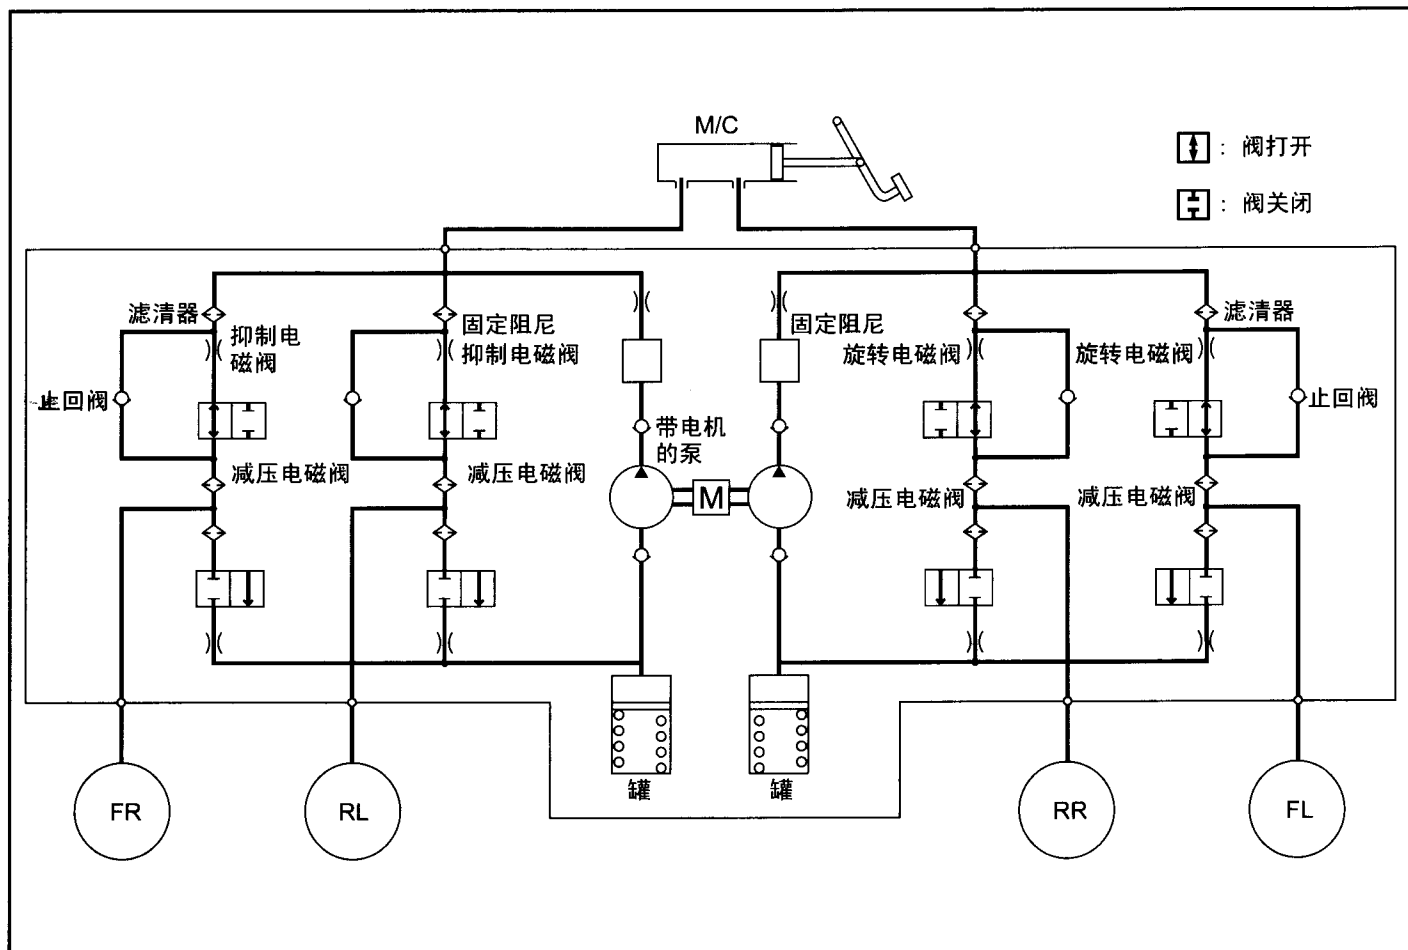 M/C
：阀打开
：阀关闭
滤清器
抑制电
磁阀
固定阻尼
抑制电磁阀
固定阻尼
旋转电磁阀
旋转电磁阀
滤清器
止回阀
止回阀
带电机
的泵
减压电磁阀
减压电磁阀
M
减压电磁阀
减压电磁阀
罐
罐
FR
RL
RR
FL